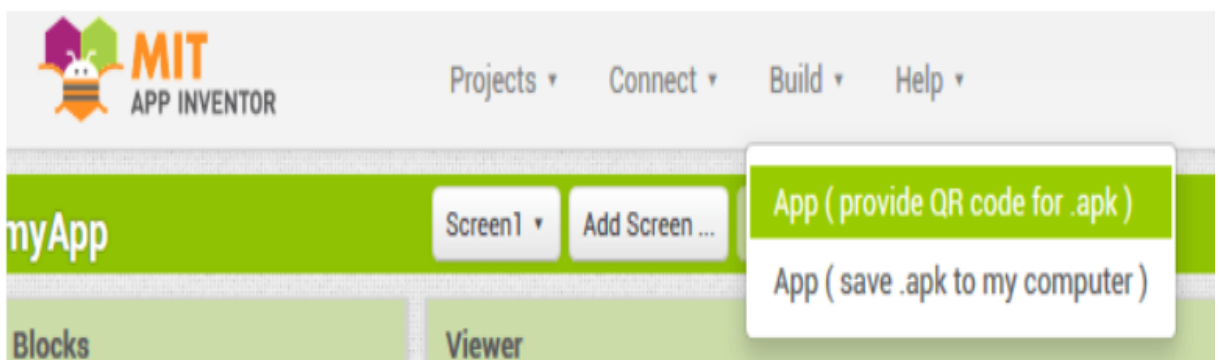 MIT
APP INVENTOR
Projects Connect Build Help
myApp
Screen1 Add Screen ...
App ( provide QR code for .apk )
App ( save .apk to my computer )
Blocks Viewer